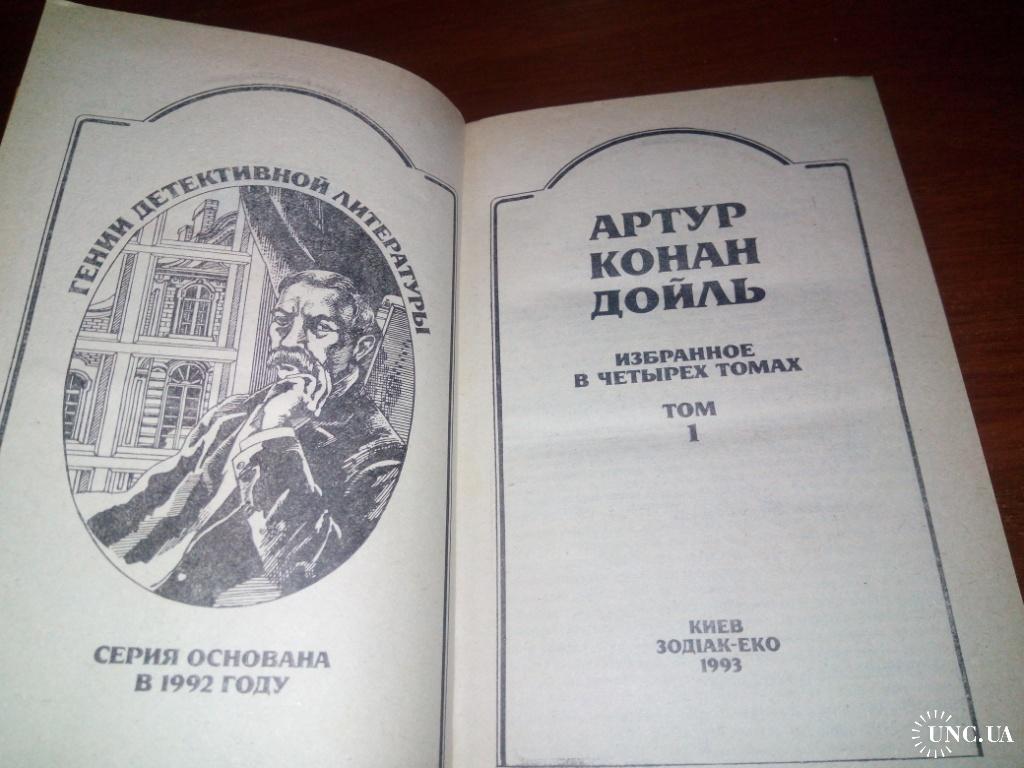 ГЕНИИ ДЕТЕКТИВНОЙ ЛИТЕРАТУРЫ
СЕРИЯ ОСНОВАНА
В 1992 ГОДУ
АРТУР
КОНАН
ДОЙЛЬ
ИЗБРАННОЕ
В ЧЕТЫРЕХ ТОМАХ
ТОМ
1
КИЕВ
ЗОДІАК-ЕКО
1993
UNC.UA